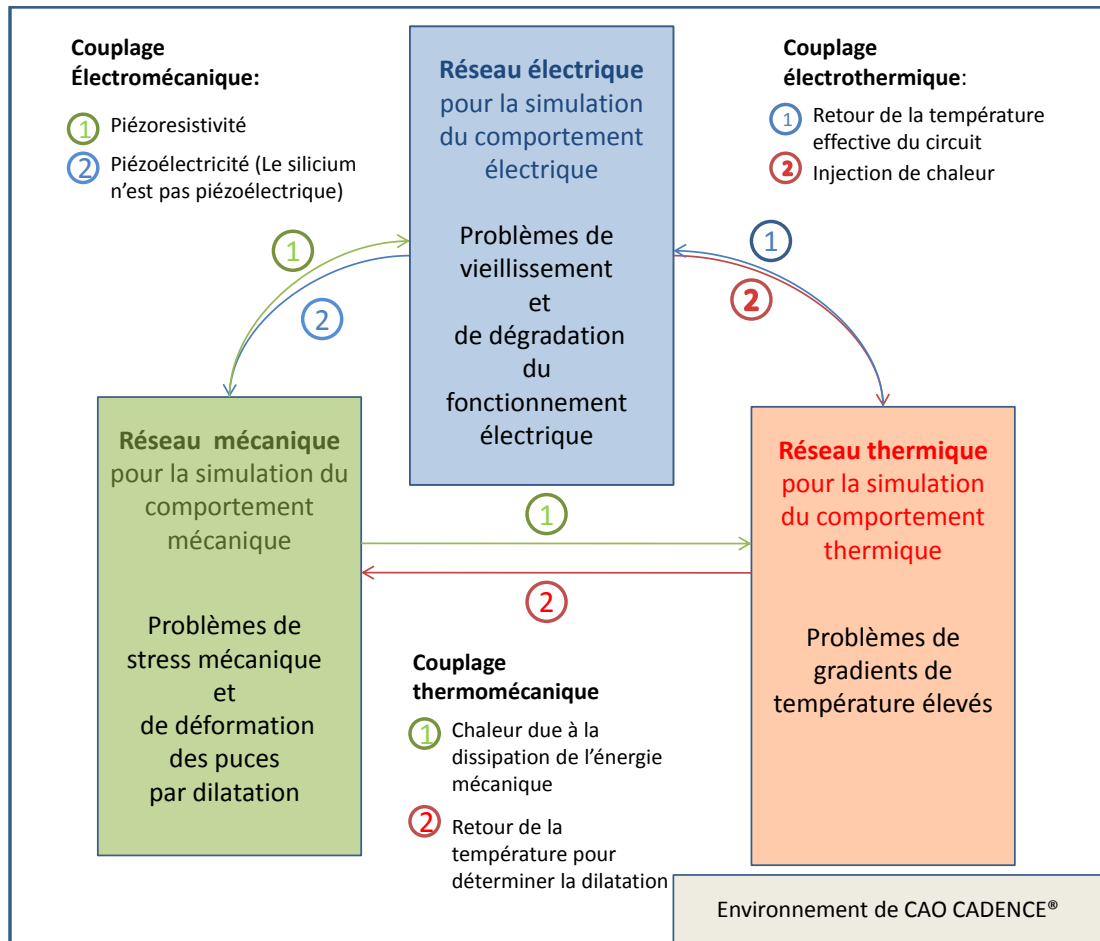 Couplage
Électromécanique:
1 Piézoresistivité
2 Piézoélectricité (Le silicium
n’est pas piézoélectrique)
Réseau électrique
pour la simulation
du comportement
électrique
Problèmes de
vieillissement
et
de dégradation
du
fonctionnement
électrique
Couplage
électrothermique:
1 Retour de la température
effective du circuit
2 Injection de chaleur
1
2
1
2
Réseau mécanique
pour la simulation du
comportement
mécanique
Problèmes de
stress mécanique
et
de déformation
des puces
par dilatation
1
2
Réseau thermique
pour la simulation
du comportement
thermique
Problèmes de
gradients de
température élevés
Couplage
thermomécanique
1 Chaleur due à la
dissipation de l’énergie
mécanique
2 Retour de la
température pour
déterminer la dilatation
Environnement de CAO CADENCE®